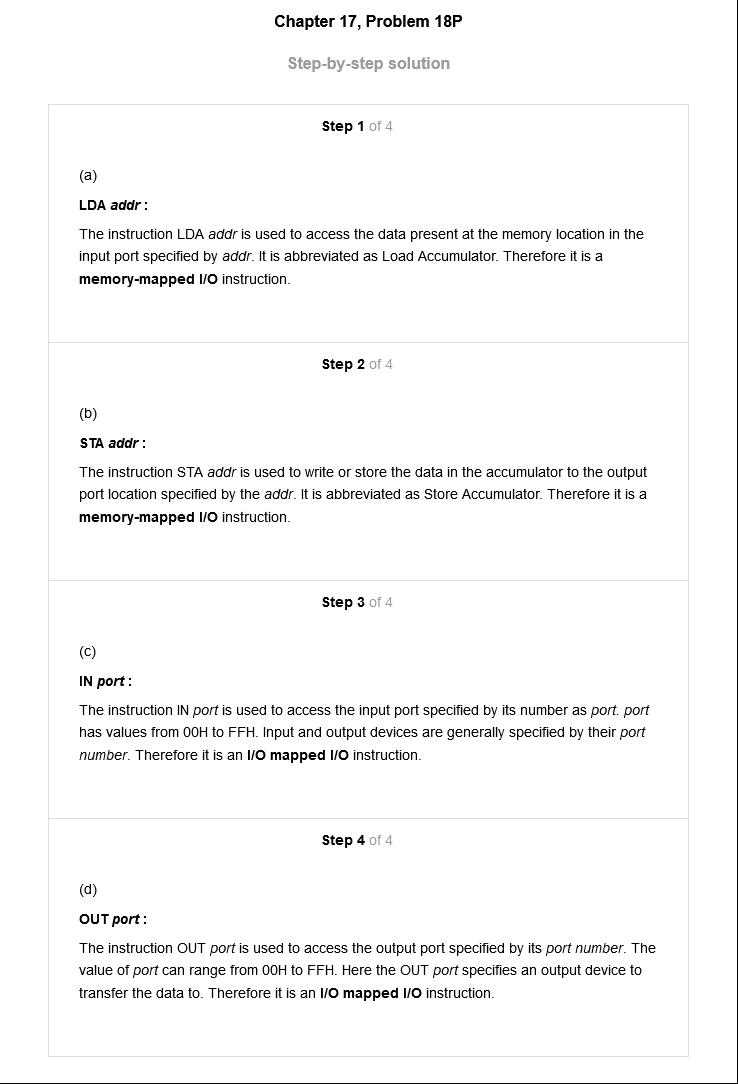 Chapter 17, Problem 18P
Step-by-step solution
Step 1 of 4
(a)
LDA addr :
The instruction LDA addr is used to access the data present at the memory location in the
input port specified by addr. It is abbreviated as Load Accumulator. Therefore it is a
memory-mapped I/O instruction.
Step 2 of 4
(b)
STA addr :
The instruction STA addr is used to write or store the data in the accumulator to the output
port location specified by the addr. It is abbreviated as Store Accumulator. Therefore it is a
memory-mapped I/O instruction.
Step 3 of 4
(c)
IN port :
The instruction IN port is used to access the input port specified by its number as port. port
has values from 00H to FFH. Input and output devices are generally specified by their port
number. Therefore it is an I/O mapped I/O instruction.
Step 4 of 4
(d)
OUT port :
The instruction OUT port is used to access the output port specified by its port number. The
value of port can range from 00H to FFH. Here the OUT port specifies an output device to
transfer the data to. Therefore it is an I/O mapped I/O instruction.